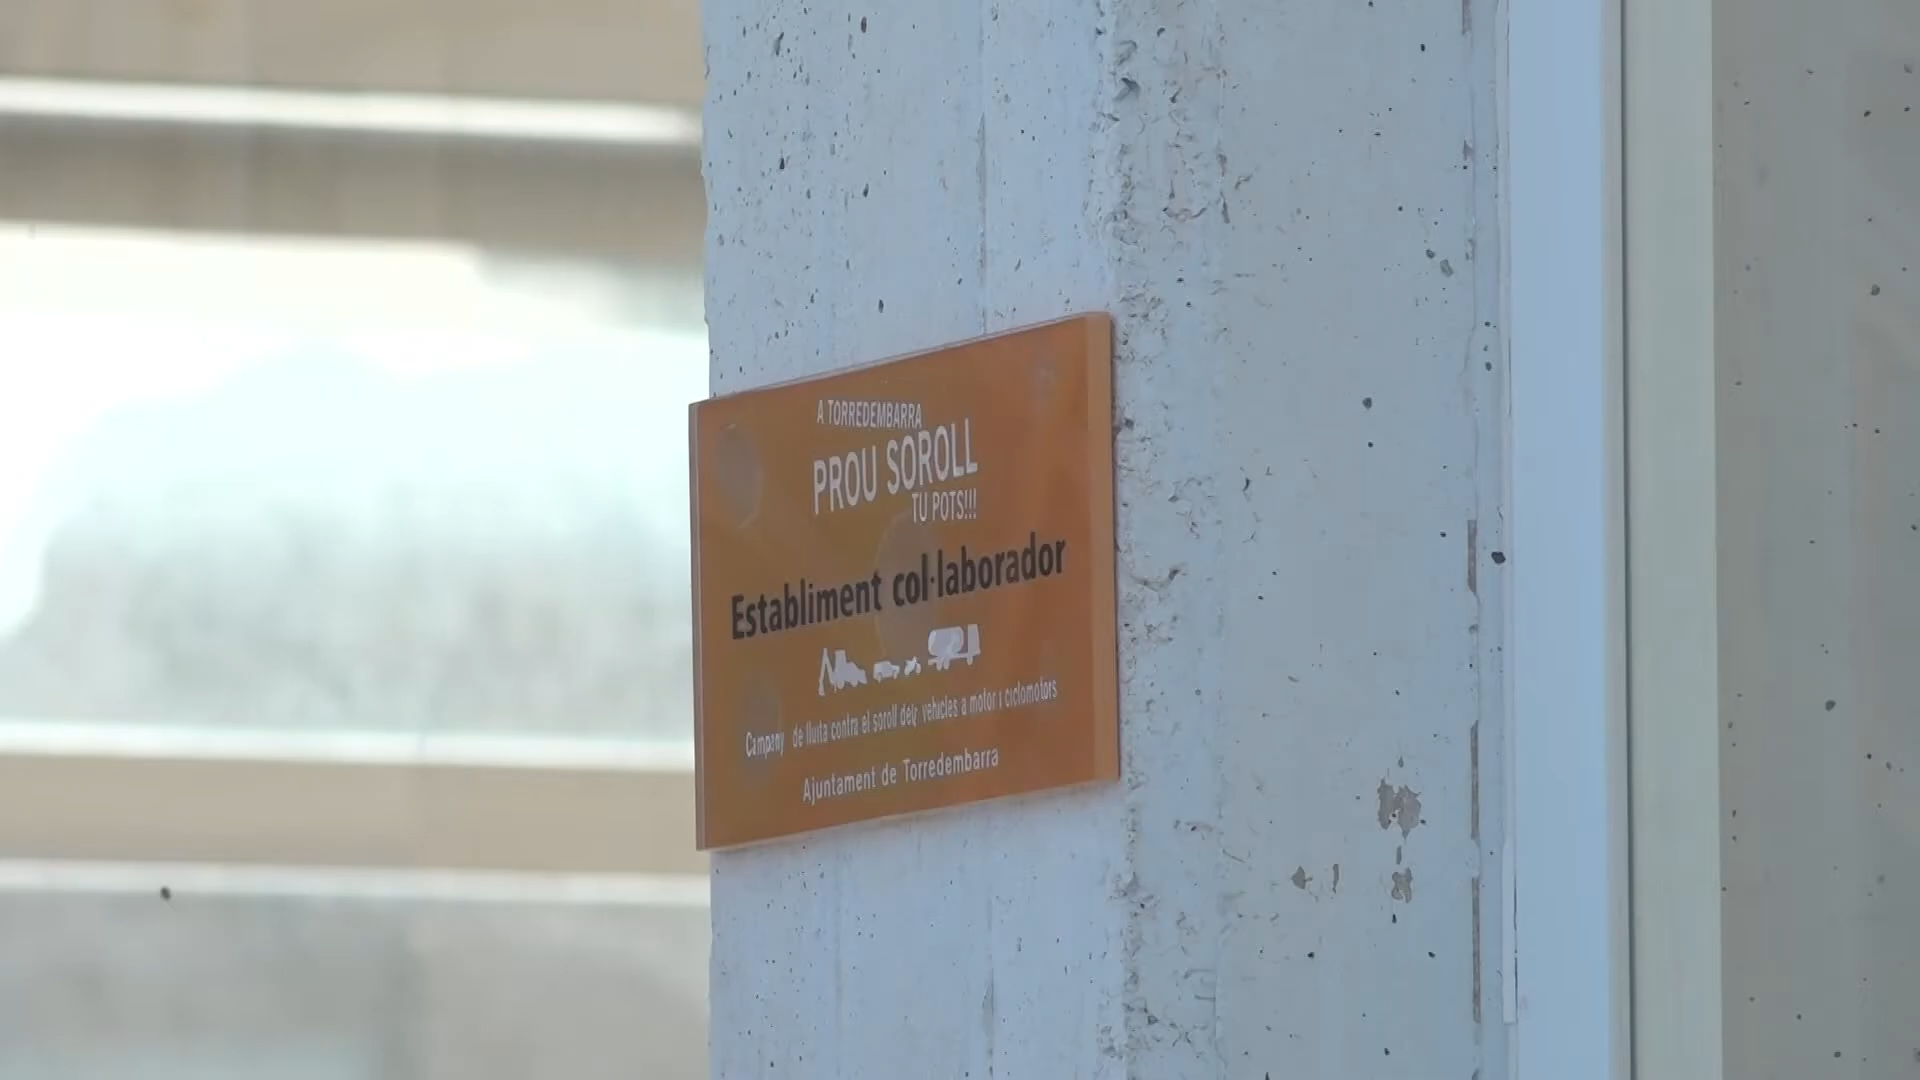 A TORREDEMBARRA
PROU SOROLL
TU POTS!!!
Establiment col·laborador
Campany de lluita contra el soroll dels vehicles a motor i ciclomotors
Ajuntament de Torredembarra